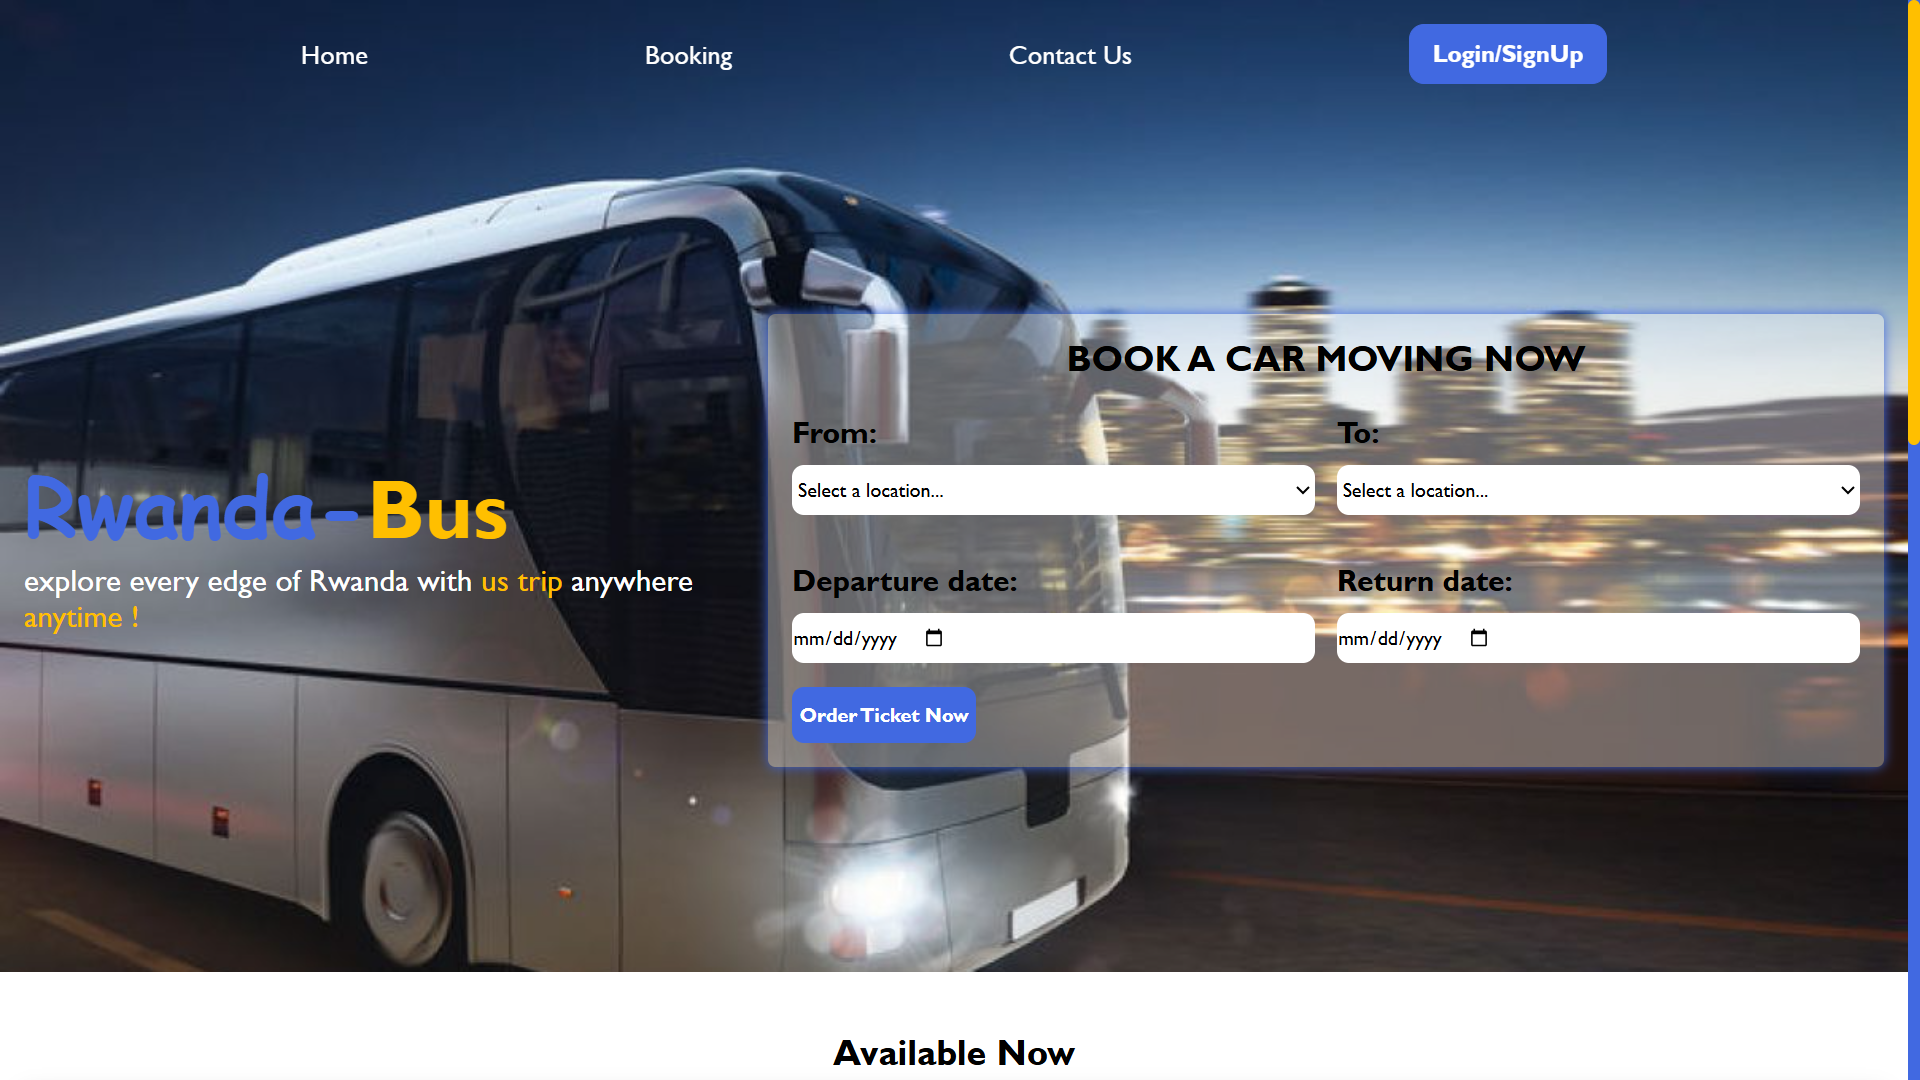 Home
Booking
Contact Us
Login/SignUp
BOOK A CAR MOVING NOW
From:
To:
Select a location...
Select a location...
Rwanda-Bus
explore every edge of Rwanda with us trip anywhere
anytime !
Departure date:
Return date:
mm/dd/yyyy
mm/dd/yyyy
Order Ticket Now
Available Now